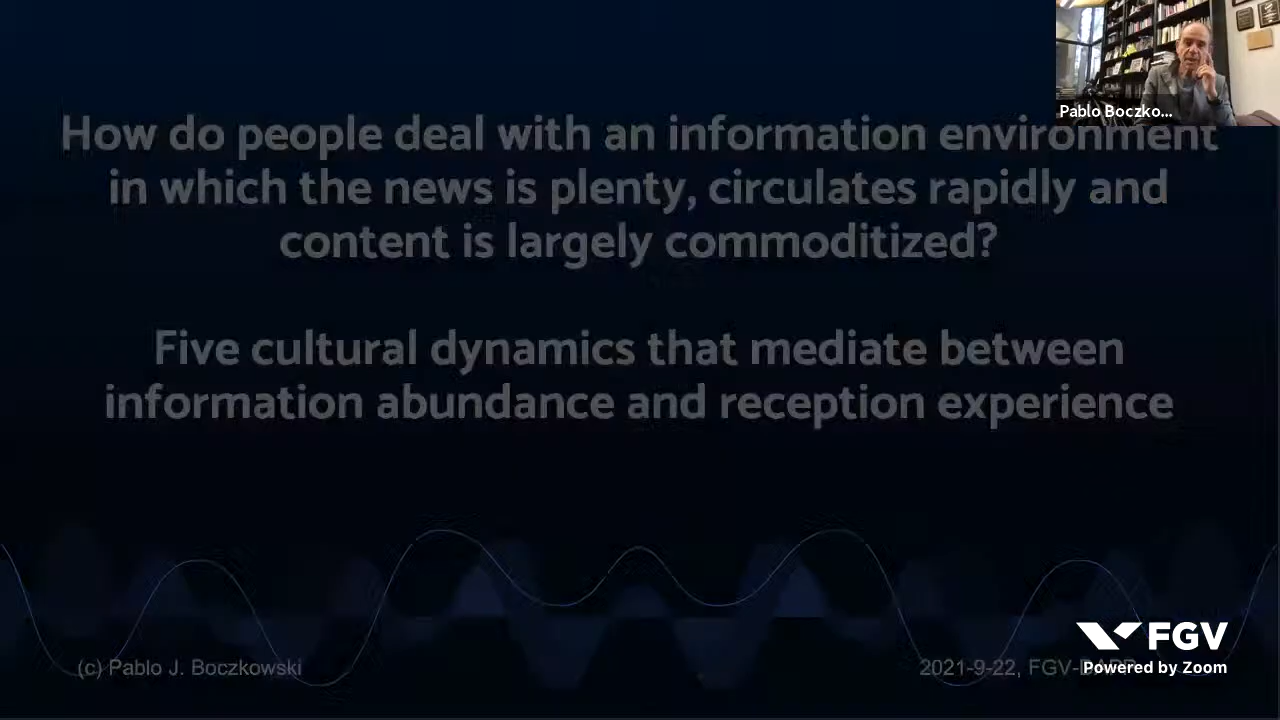 Pablo Boczko...
How do people deal with an information environment
in which the news is plenty, circulates rapidly and
content is largely commoditized?
Five cultural dynamics that mediate between
information abundance and reception experience
(c) Pablo J. Boczkowski
2021-9-22, FGV-DAPP
FGV
Powered by Zoom